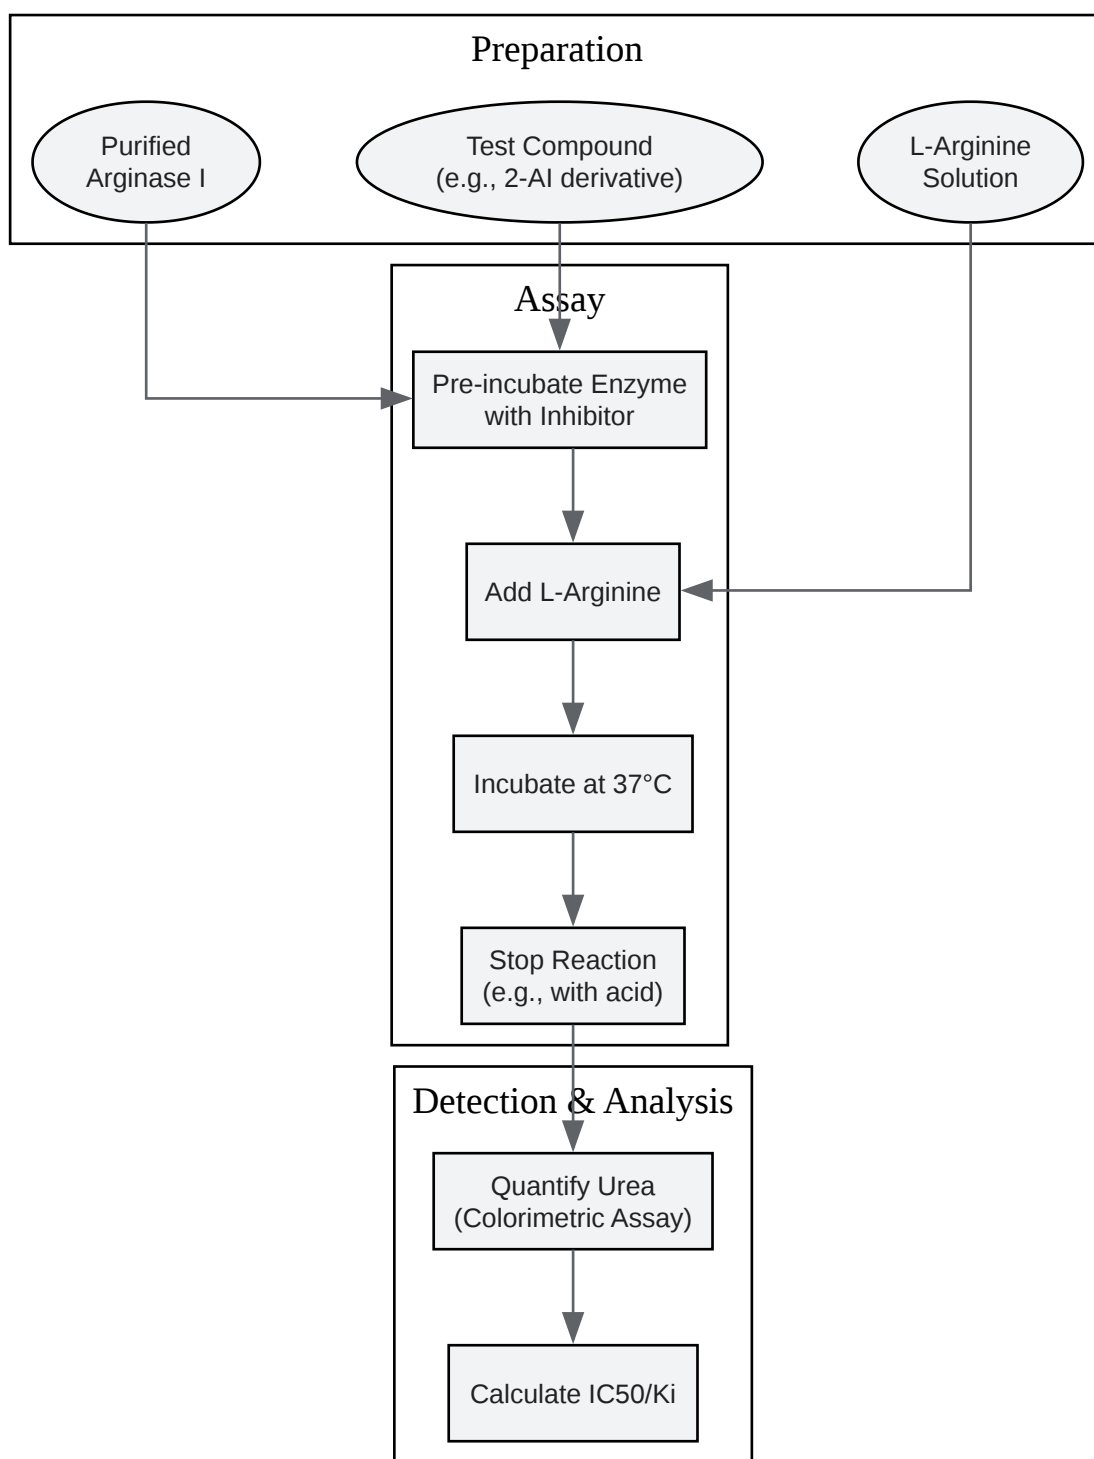 Preparation
Purified
Arginase I
Test Compound
(e.g., 2-AI derivative)
L-Arginine
Solution
Assay
Pre-incubate Enzyme
with Inhibitor
Add L-Arginine
Incubate at 37°C
Stop Reaction
(e.g., with acid)
Detection & Analysis
Quantify Urea
(Colorimetric Assay)
Calculate IC50/Ki